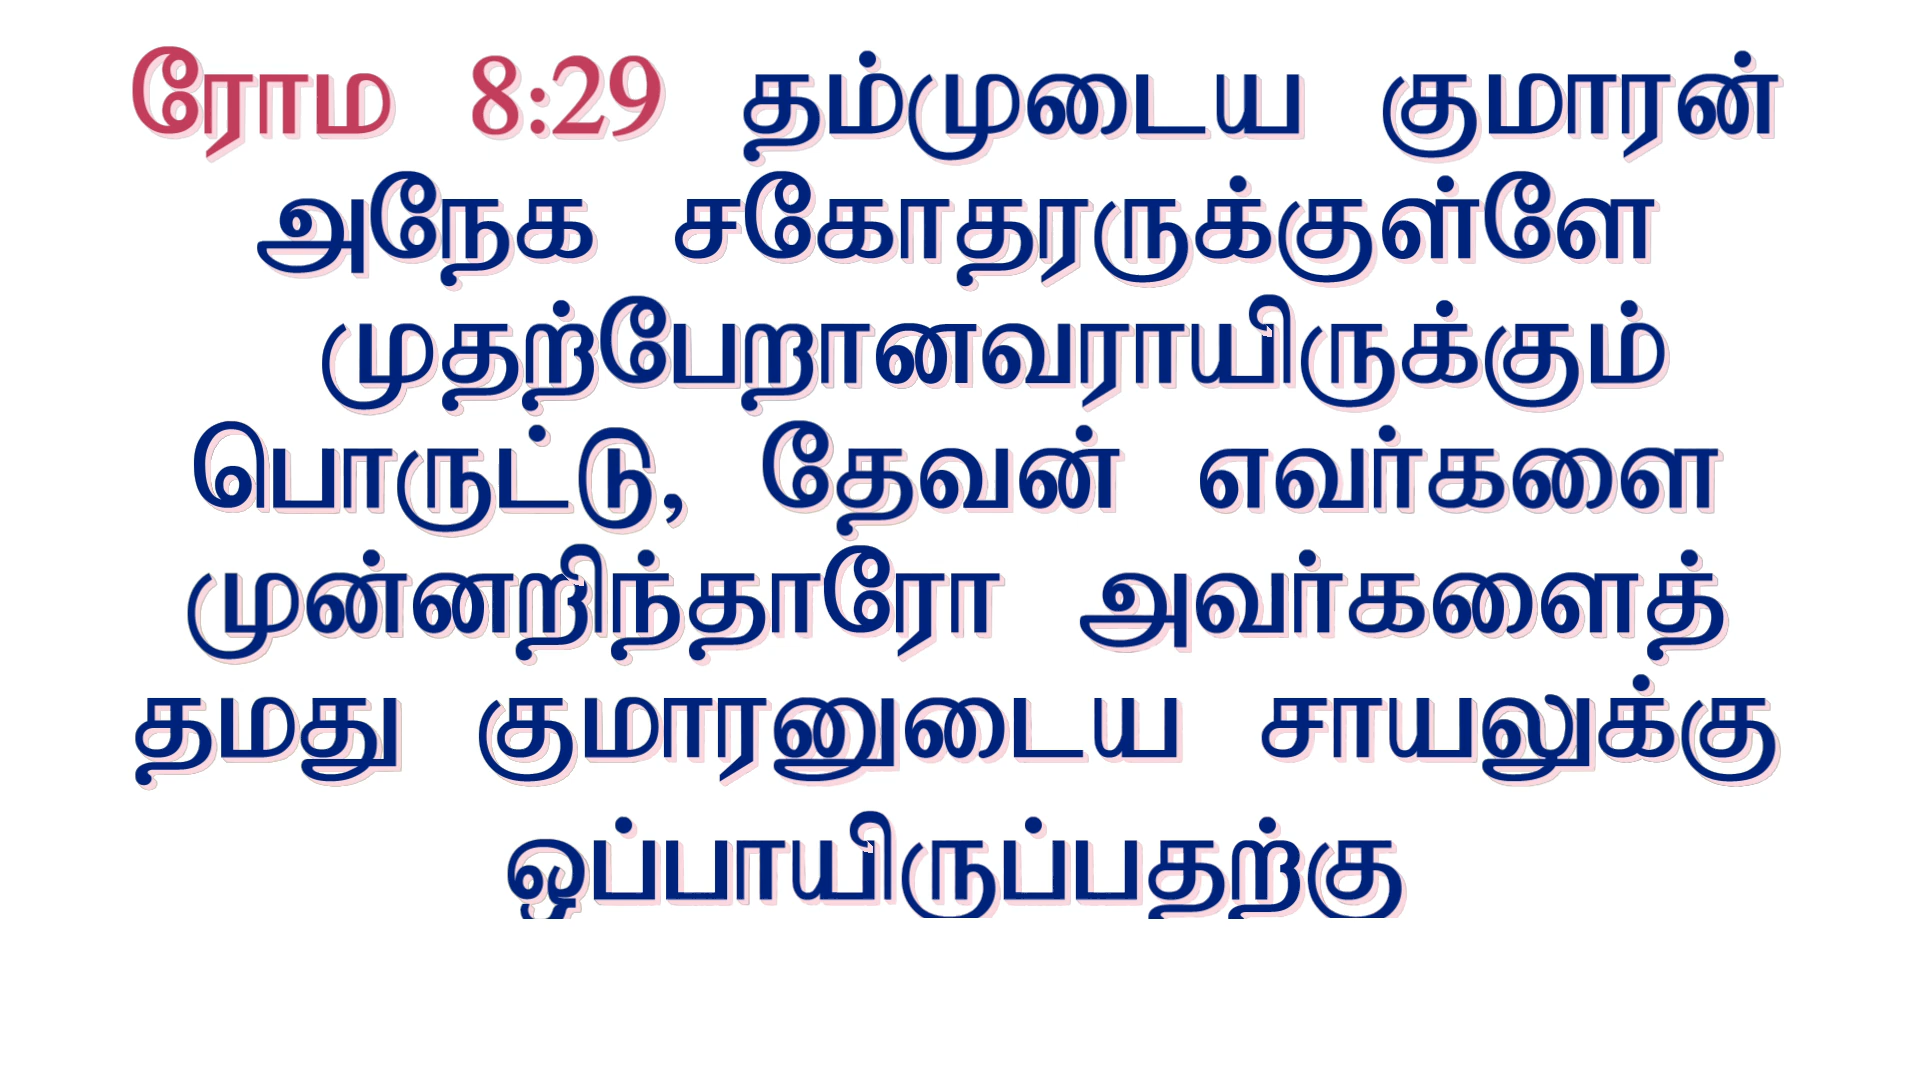 ரோம 8:29 தம்முடைய குமாரன்
அநேக சகோதரருக்குள்ளே
முதற்பேறானவராயிருக்கும்
பொருட்டு, தேவன் எவர்களை
முன்னறிந்தாரோ அவர்களைத்
தமது குமாரனுடைய சாயலுக்கு
ஒப்பாயிருப்பதற்கு